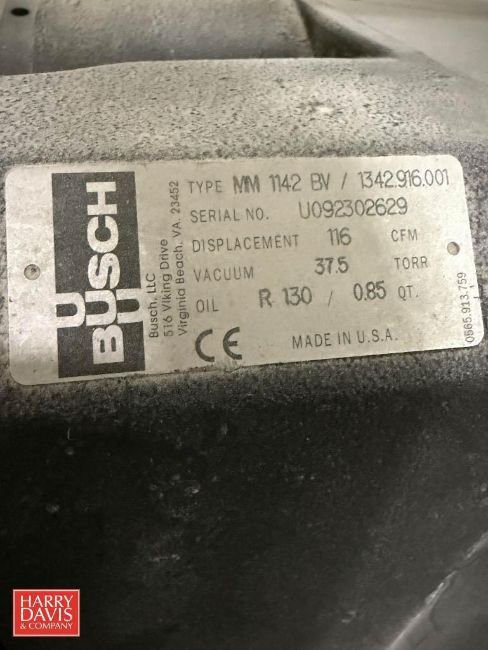 BUSCH
Busch, LLC
516 Viking Drive
Virginia Beach, VA. 23452
TYPE MM 1142 BV / 1342.916.001
SERIAL NO. U092302629
DISPLACEMENT 116 CFM
VACUUM 37.5 TORR
OIL R 130 / 0.85 QT.
CE MADE IN U.S.A.
0565.913.759
HARRY
DAVIS
& COMPANY